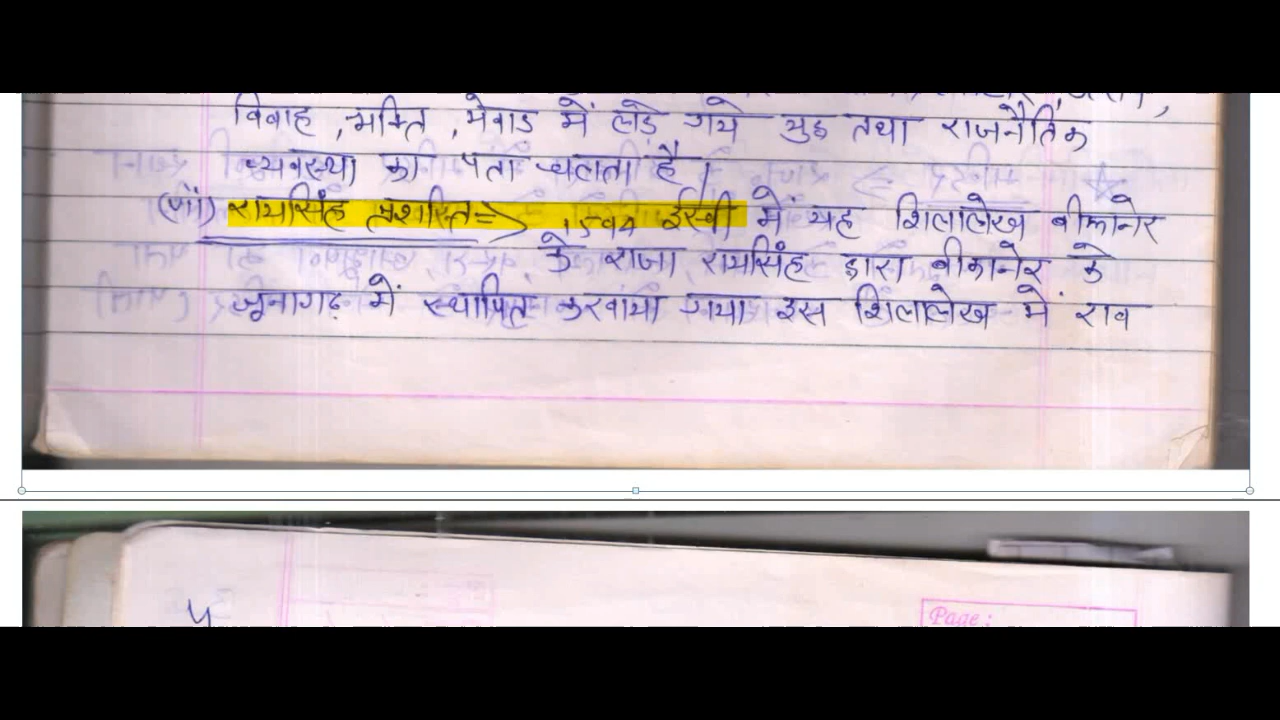 विवाह, भक्ति, मेवाड में लडे गये युद्ध तथा राजनैतिक
व्यवस्था का पता चलता है।
(vii) रायसिंह प्रशस्ति => ईस्वी में यह शिलालेख बीकानेर
के राजा रायसिंह द्वारा बीकानेर के
जूनागढ़ में स्थापित करवाया गया इस शिलालेख में राव
Page :